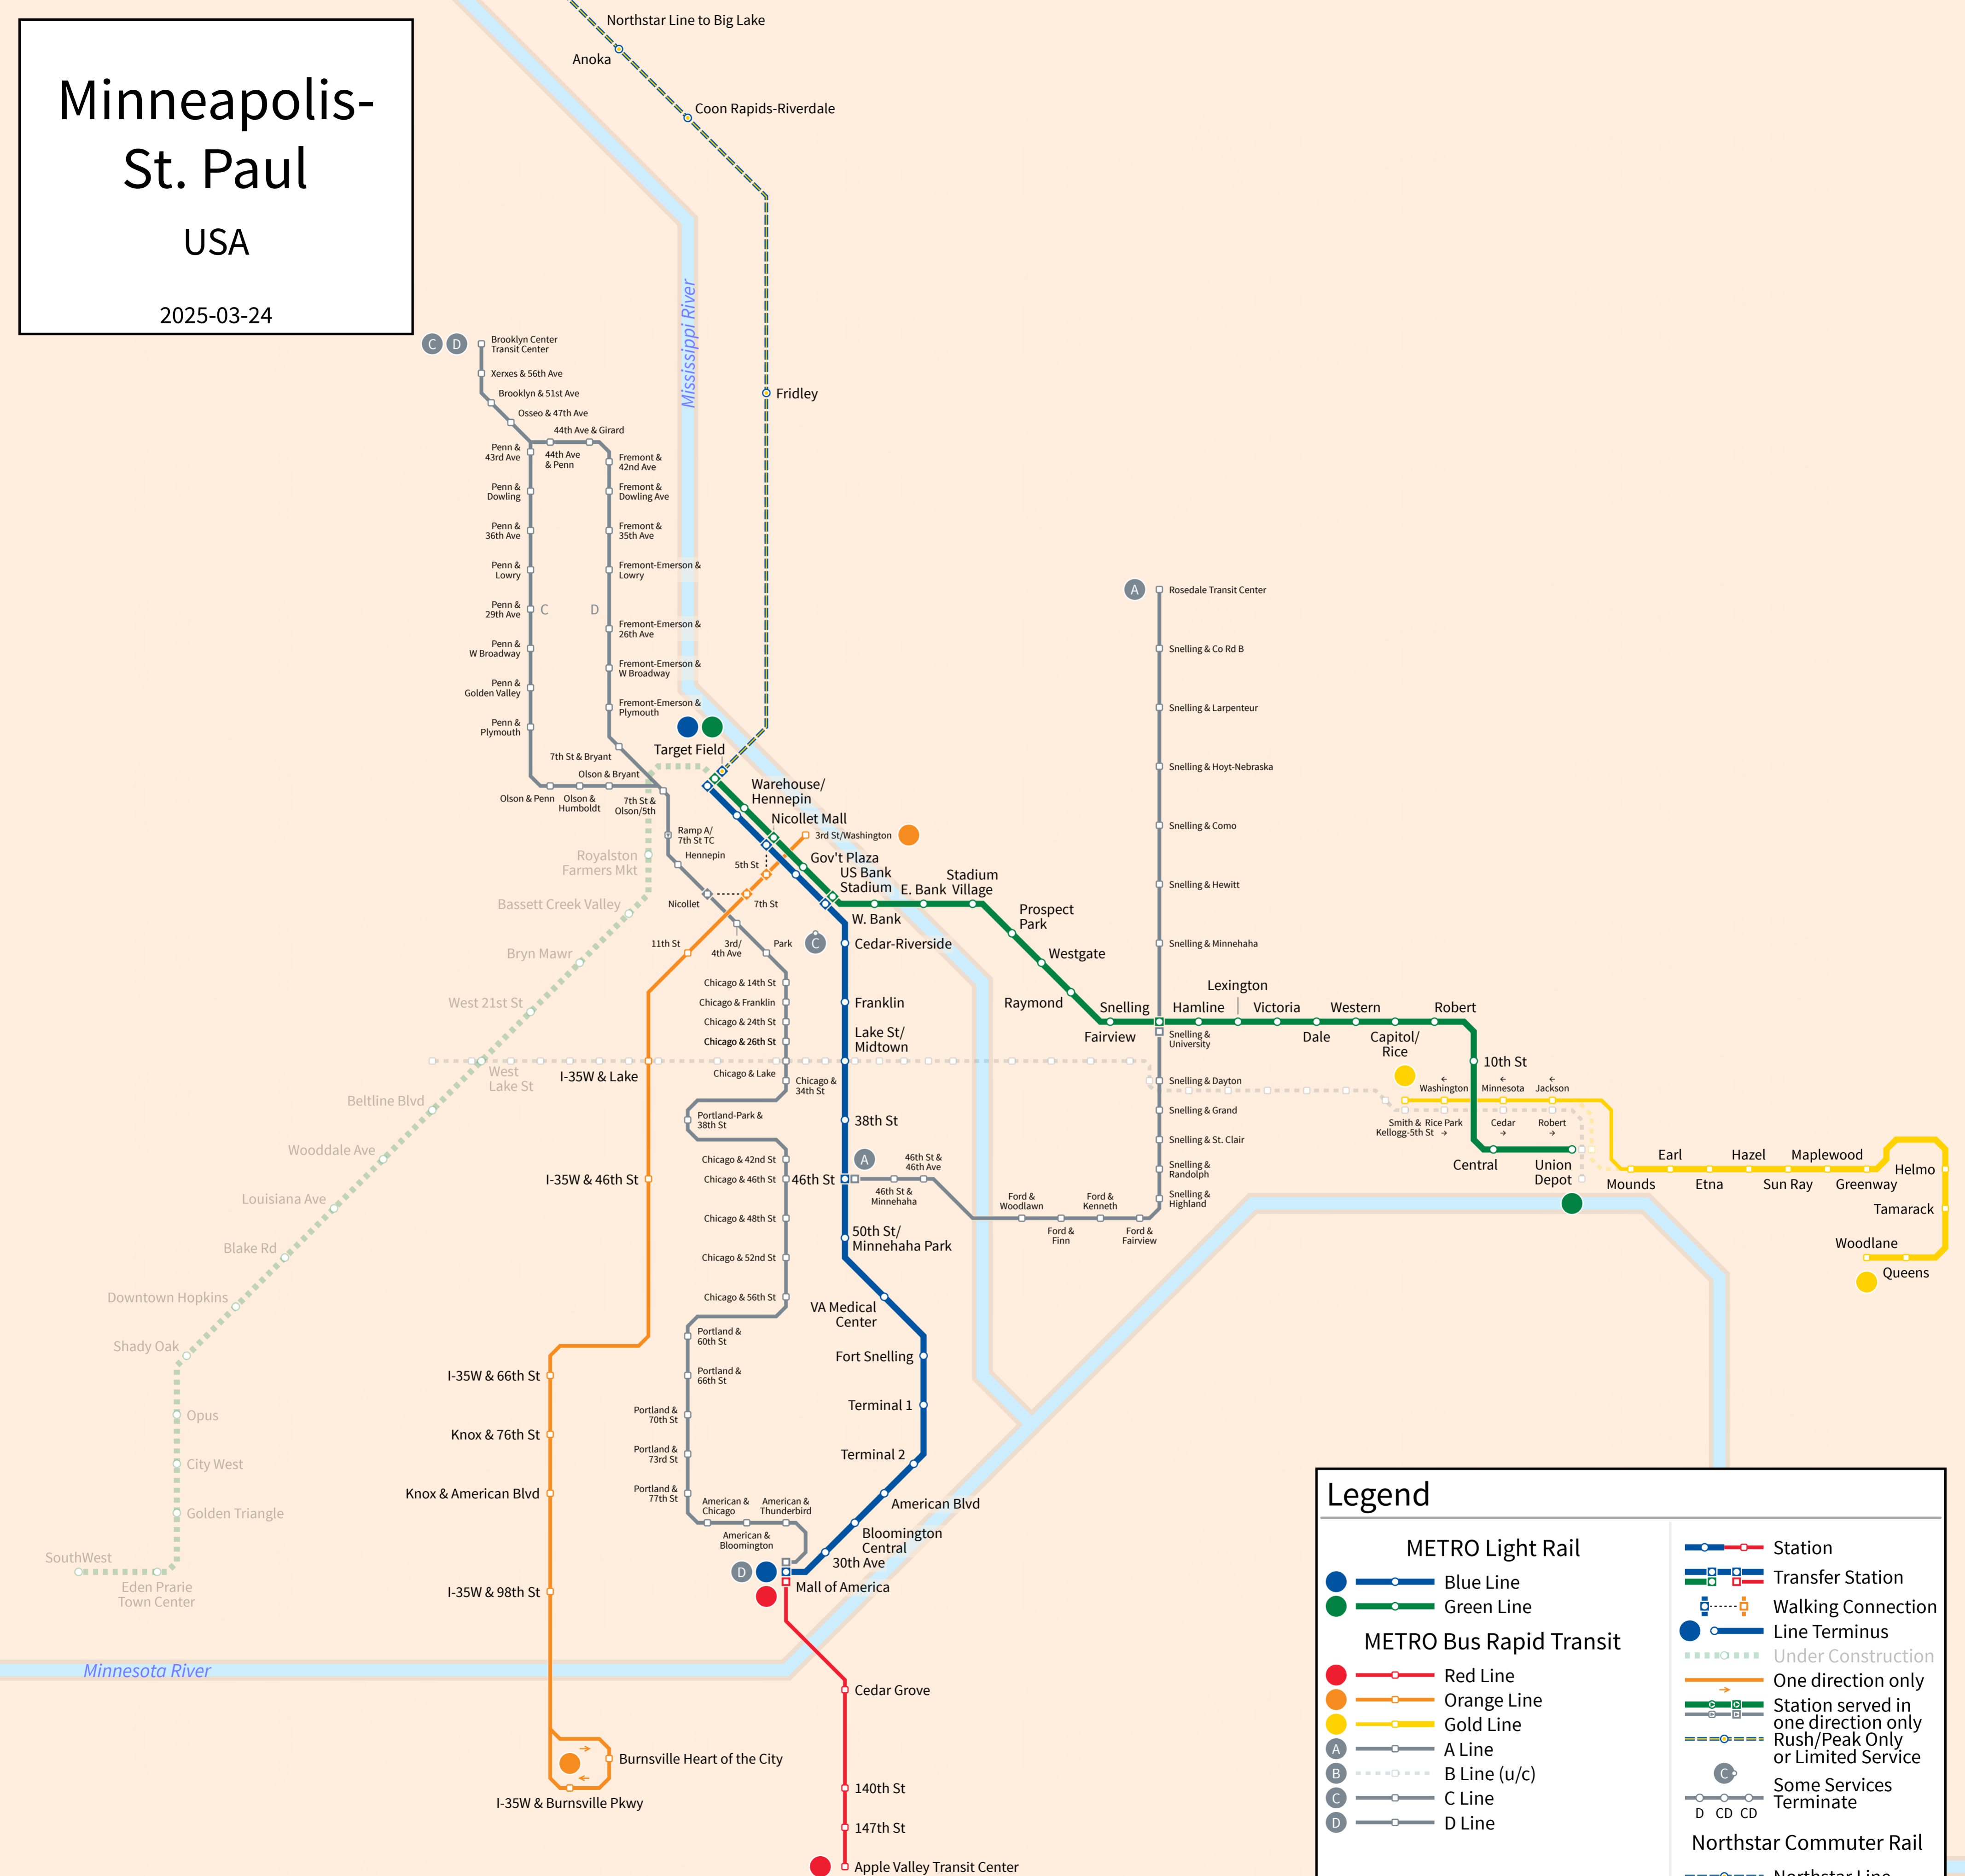 Minneapolis-
St. Paul
USA
2025-03-24
Northstar Line to Big Lake
Anoka
Coon Rapids-Riverdale
Fridley
Mississippi River
C
D
Brooklyn Center
Transit Center
Xerxes & 56th Ave
Brooklyn & 51st Ave
Osseo & 47th Ave
44th Ave & Girard
44th Ave
& Penn
Penn &
43rd Ave
Penn &
Dowling
Penn &
36th Ave
Penn &
Lowry
Penn &
29th Ave
C
D
Penn &
W Broadway
Penn &
Golden Valley
Penn &
Plymouth
Fremont &
42nd Ave
Fremont &
Dowling Ave
Fremont &
35th Ave
Fremont-Emerson &
Lowry
Fremont-Emerson &
26th Ave
Fremont-Emerson &
W Broadway
Fremont-Emerson &
Plymouth
7th St & Bryant
Olson & Bryant
Olson & Penn
Olson &
Humboldt
7th St &
Olson/5th
Ramp A/
7th St TC
Hennepin
Nicollet
3rd/
4th Ave
Park
C
Target Field
Warehouse/
Hennepin
Nicollet Mall
3rd St/Washington
5th St
7th St
11th St
Gov't Plaza
US Bank
Stadium
W. Bank
E. Bank
Stadium
Village
Prospect
Park
Westgate
Raymond
Fairview
Snelling
Hamline
Lexington
Victoria
Dale
Western
Capitol/
Rice
Robert
10th St
Central
Union
Depot
A
Rosedale Transit Center
Snelling & Co Rd B
Snelling & Larpenteur
Snelling & Hoyt-Nebraska
Snelling & Como
Snelling & Hewitt
Snelling & Minnehaha
Snelling &
University
Snelling & Dayton
Snelling & Grand
Snelling & St. Clair
Snelling &
Randolph
Snelling &
Highland
Ford &
Fairview
Ford &
Kenneth
Ford &
Finn
Ford &
Woodlawn
46th St &
46th Ave
46th St &
Minnehaha
A
←
Washington
←
Minnesota
←
Jackson
Smith &
Kellogg-5th St
Rice Park
→
Cedar
→
Robert
→
Mounds
Earl
Etna
Hazel
Sun Ray
Maplewood
Greenway
Helmo
Tamarack
Woodlane
Queens
Royalston
Farmers Mkt
Bassett Creek Valley
Bryn Mawr
West 21st St
West
Lake St
Beltline Blvd
Wooddale Ave
Louisiana Ave
Blake Rd
Downtown Hopkins
Shady Oak
Opus
City West
Golden Triangle
SouthWest
Eden Prarie
Town Center
Cedar-Riverside
Franklin
Lake St/
Midtown
38th St
46th St
50th St/
Minnehaha Park
VA Medical
Center
Fort Snelling
Terminal 1
Terminal 2
American Blvd
Bloomington
Central
30th Ave
Mall of America
Chicago & 14th St
Chicago & Franklin
Chicago & 24th St
Chicago & 26th St
Chicago & Lake
Chicago &
34th St
Portland-Park &
38th St
Chicago & 42nd St
Chicago & 46th St
Chicago & 48th St
Chicago & 52nd St
Chicago & 56th St
Portland &
60th St
Portland &
66th St
Portland &
70th St
Portland &
73rd St
Portland &
77th St
American &
Chicago
American &
Bloomington
American &
Thunderbird
D
I-35W & Lake
I-35W & 46th St
I-35W & 66th St
Knox & 76th St
Knox & American Blvd
I-35W & 98th St
Burnsville Heart of the City
→
←
I-35W & Burnsville Pkwy
Minnesota River
Cedar Grove
140th St
147th St
Apple Valley Transit Center
Legend
METRO Light Rail
Blue Line
Green Line
METRO Bus Rapid Transit
Red Line
Orange Line
Gold Line
A
A Line
B
B Line (u/c)
C
C Line
D
D Line
Station
Transfer Station
Walking Connection
Line Terminus
Under Construction
One direction only
→
Station served in
one direction only
Rush/Peak Only
or Limited Service
C
Some Services
Terminate
D CD CD
Northstar Commuter Rail
Northstar Line